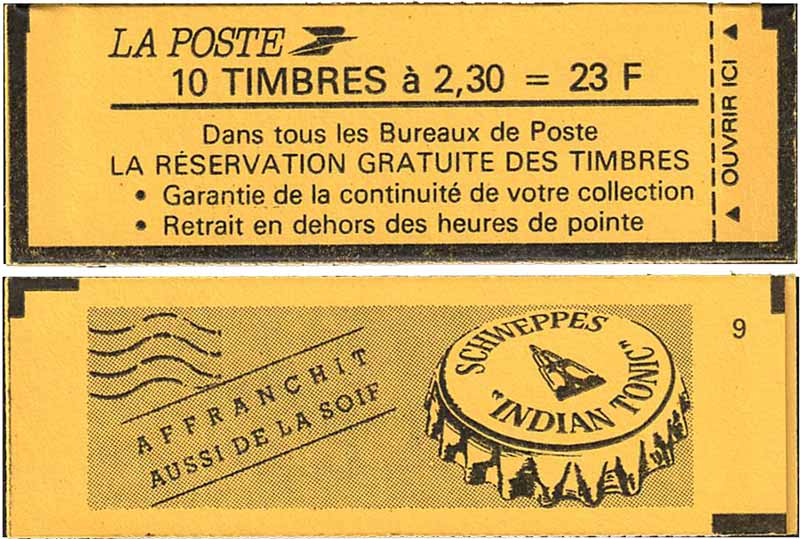 LA POSTE
10 TIMBRES à 2,30 = 23 F
Dans tous les Bureaux de Poste
LA RÉSERVATION GRATUITE DES TIMBRES
• Garantie de la continuité de votre collection
• Retrait en dehors des heures de pointe
▲ OUVRIR ICI ▲
AFFRANCHIT
AUSSI DE LA SOIF
SCHWEPPES
"INDIAN TONIC"
9